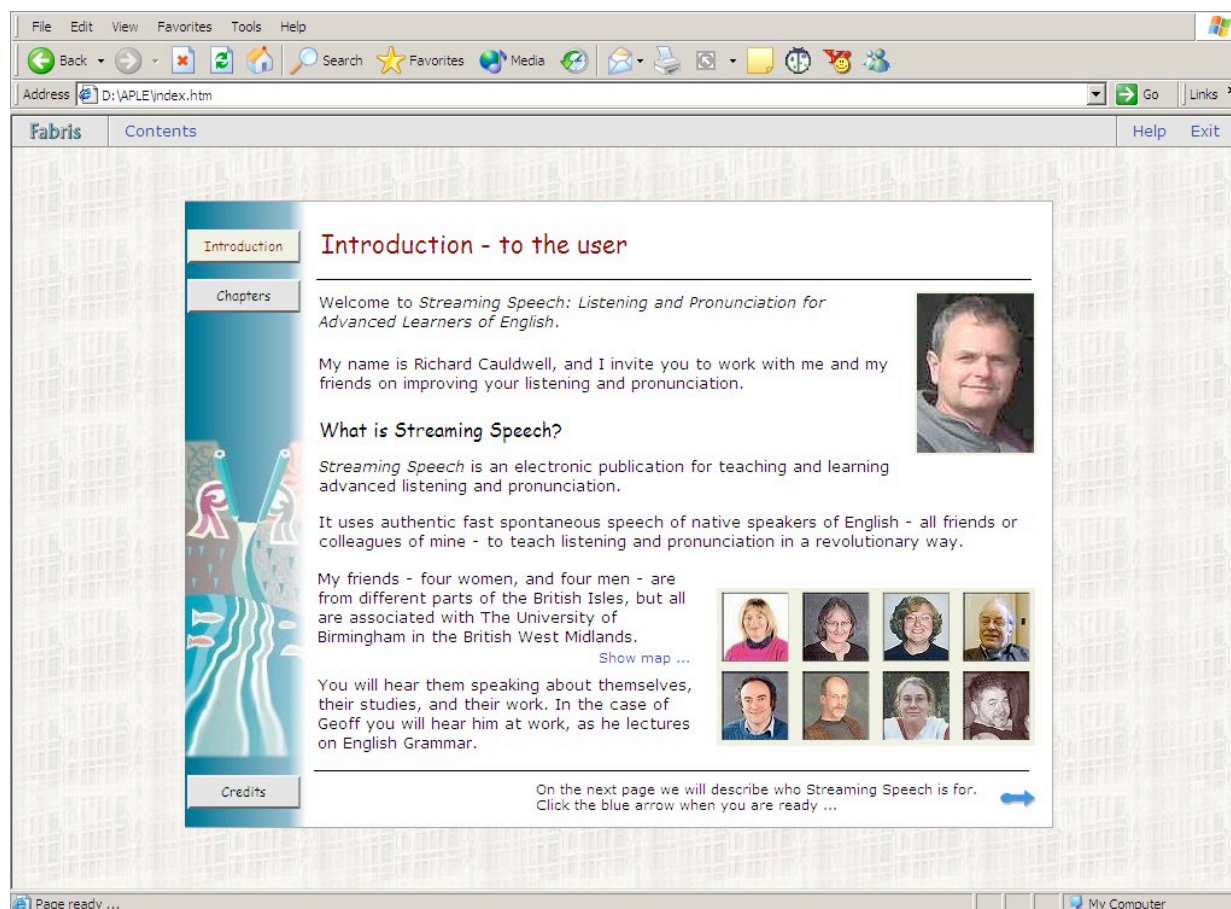 File Edit View Favorites Tools Help
Back Search Favorites Media
Address D:\APLE\index.htm Go Links
Fabris Contents Help Exit
Introduction
Chapters
Introduction - to the user
Welcome to Streaming Speech: Listening and Pronunciation for
Advanced Learners of English.
My name is Richard Cauldwell, and I invite you to work with me and my
friends on improving your listening and pronunciation.
What is Streaming Speech?
Streaming Speech is an electronic publication for teaching and learning
advanced listening and pronunciation.
It uses authentic fast spontaneous speech of native speakers of English - all friends or
colleagues of mine - to teach listening and pronunciation in a revolutionary way.
My friends - four women, and four men - are
from different parts of the British Isles, but all
are associated with The University of
Birmingham in the British West Midlands.
Show map ...
You will hear them speaking about themselves,
their studies, and their work. In the case of
Geoff you will hear him at work, as he lectures
on English Grammar.
Credits
On the next page we will describe who Streaming Speech is for.
Click the blue arrow when you are ready ...
Page ready ... My Computer